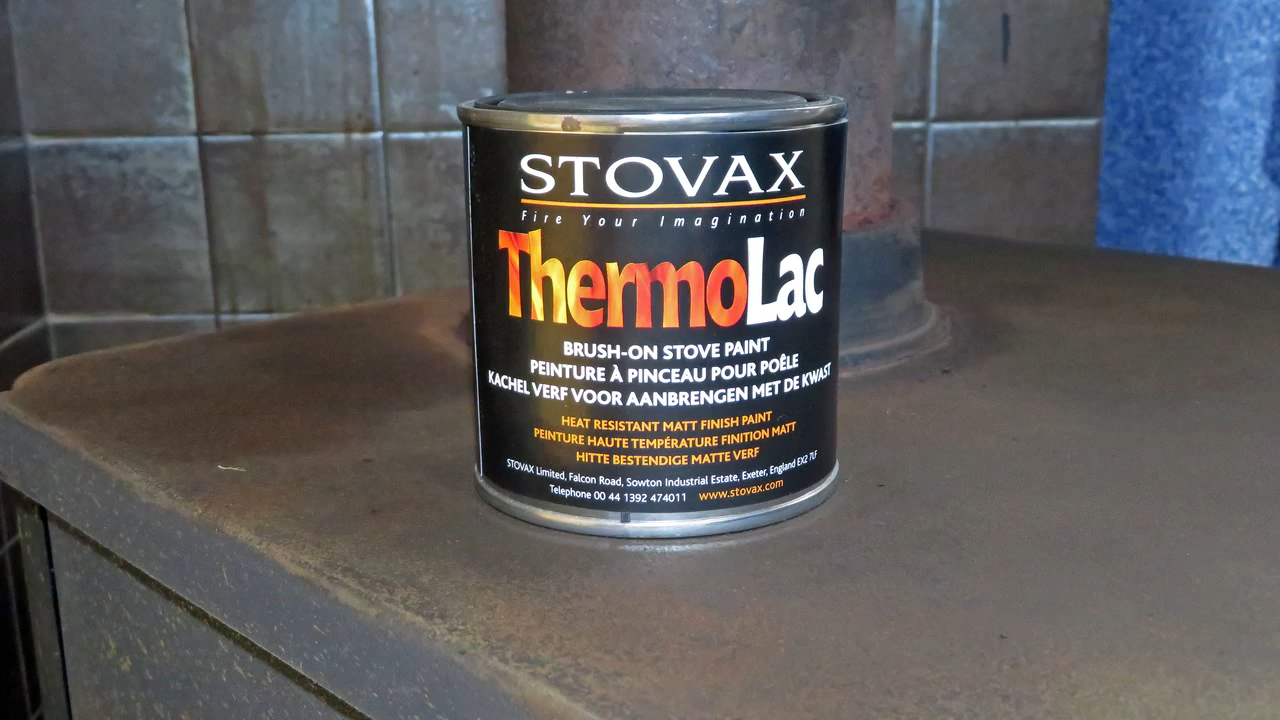 STOVAX
Fire Your Imagination
ThermoLac
BRUSH-ON STOVE PAINT
PEINTURE À PINCEAU POUR POÊLE
KACHEL VERF VOOR AANBRENGEN MET DE KWAST
HEAT RESISTANT MATT FINISH PAINT
PEINTURE HAUTE TEMPÉRATURE FINITION MATT
HITTE BESTENDIGE MATTE VERF
STOVAX Limited, Falcon Road, Sowton Industrial Estate, Exeter, England EX2 7LF
Telephone 00 44 1392 474011 www.stovax.com